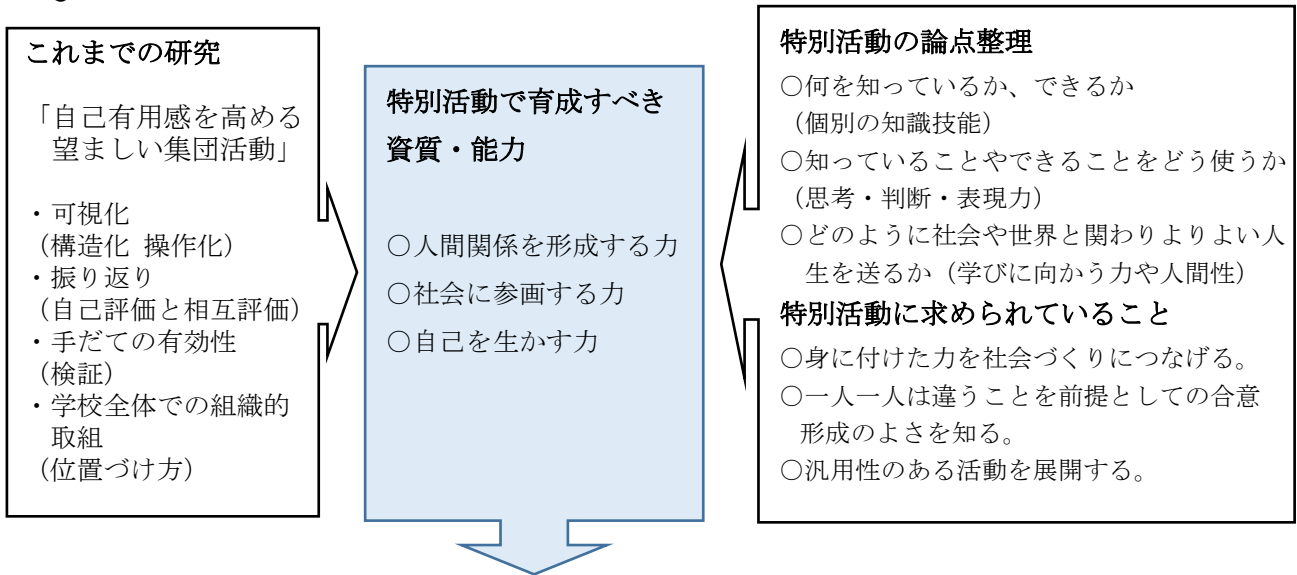 これまでの研究
「自己有用感を高める
望ましい集団活動」
・可視化
(構造化 操作化)
・振り返り
(自己評価と相互評価)
・手だての有効性
(検証)
・学校全体での組織的
取組
(位置づけ方)
特別活動で育成すべき
資質・能力
○人間関係を形成する力
○社会に参画する力
○自己を生かす力
特別活動の論点整理
○何を知っているか、できるか
(個別の知識技能)
○知っていることやできることをどう使うか
(思考・判断・表現力)
○どのように社会や世界と関わりよりよい人
生を送るか(学びに向かう力や人間性)
特別活動に求められていること
○身に付けた力を社会づくりにつなげる。
○一人一人は違うことを前提としての合意
形成のよさを知る。
○汎用性のある活動を展開する。